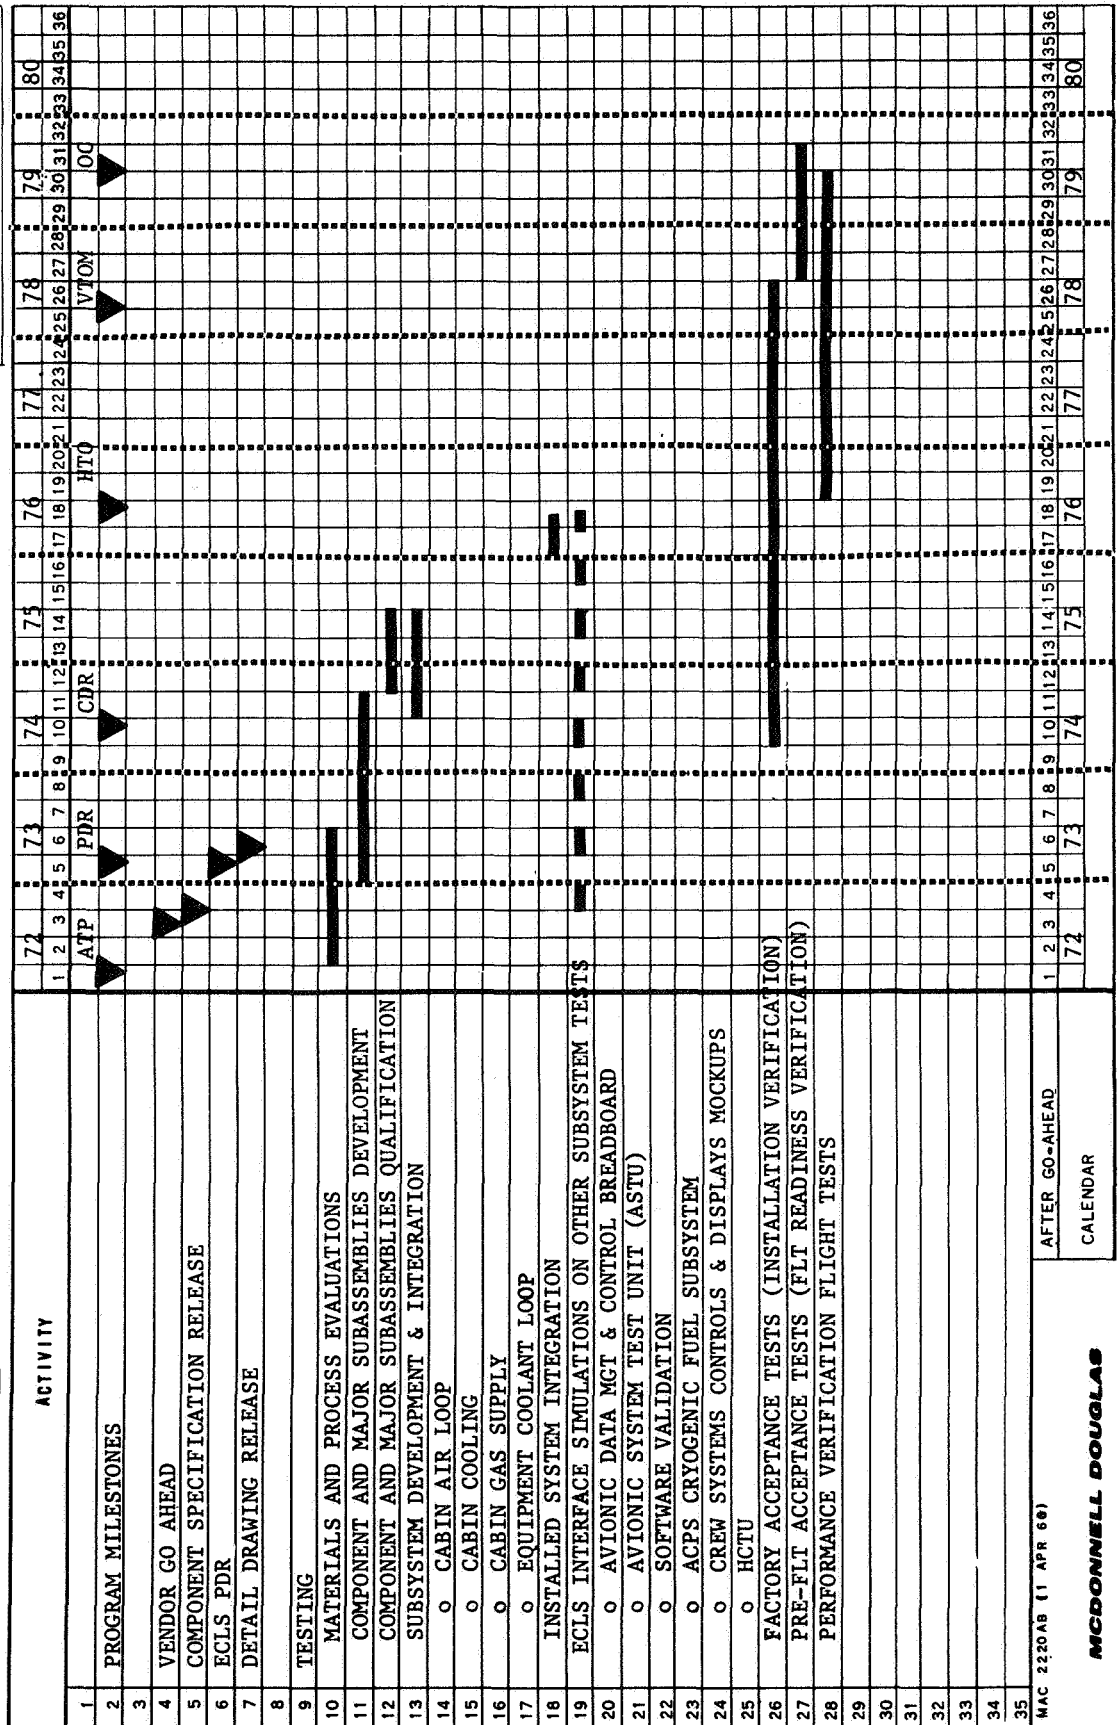 ACTIVITY
72 73 74 75 76 77 78 79 80
1 2 3 4 5 6 7 8 9 10 11 12 13 14 15 16 17 18 19 20 21 22 23 24 25 26 27 28 29 30 31 32 33 34 35 36
1 ATP PDR CDR HTO VTOM OC
2 PROGRAM MILESTONES
3
4 VENDOR GO AHEAD
5 COMPONENT SPECIFICATION RELEASE
6 ECLS PDR
7 DETAIL DRAWING RELEASE
8
9 TESTING
10 MATERIALS AND PROCESS EVALUATIONS
11 COMPONENT AND MAJOR SUBASSEMBLIES DEVELOPMENT
12 COMPONENT AND MAJOR SUBASSEMBLIES QUALIFICATION
13 SUBSYSTEM DEVELOPMENT & INTEGRATION
14 o CABIN AIR LOOP
15 o CABIN COOLING
16 o CABIN GAS SUPPLY
17 o EQUIPMENT COOLANT LOOP
18 INSTALLED SYSTEM INTEGRATION
19 ECLS INTERFACE SIMULATIONS ON OTHER SUBSYSTEM TESTS
20 o AVIONIC DATA MGT & CONTROL BREADBOARD
21 o AVIONIC SYSTEM TEST UNIT (ASTU)
22 o SOFTWARE VALIDATION
23 o ACPS CRYOGENIC FUEL SUBSYSTEM
24 o CREW SYSTEMS CONTROLS & DISPLAYS MOCKUPS
25 o HCTU
26 FACTORY ACCEPTANCE TESTS (INSTALLATION VERIFICATION)
27 PRE-FLT ACCEPTANCE TESTS (FLT READINESS VERIFICATION)
28 PERFORMANCE VERIFICATION FLIGHT TESTS
29
30
31
32
33
34
35
AFTER GO-AHEAD 1 2 3 4 5 6 7 8 9 10 11 12 13 14 15 16 17 18 19 20 21 22 23 24 25 26 27 28 29 30 31 32 33 34 35 36
CALENDAR 72 73 74 75 76 77 78 79 80
MAC 2220AB (1 APR 60)
MCDONNELL DOUGLAS